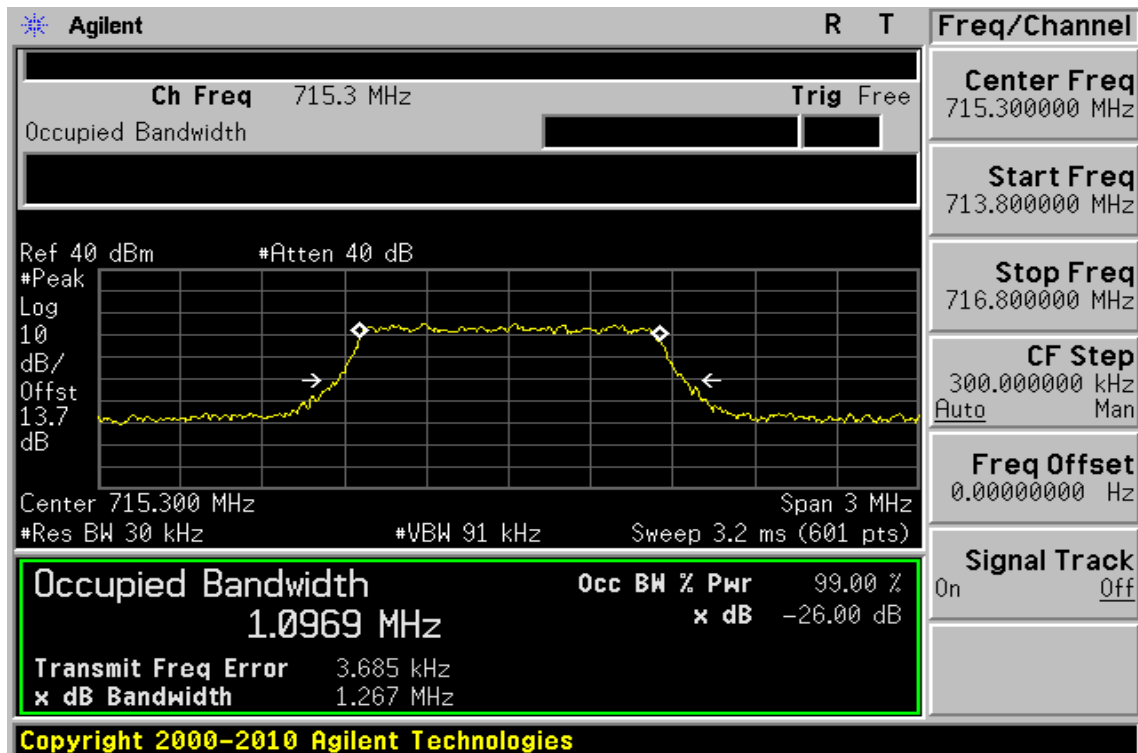 Agilent R T
Freq/Channel
Ch Freq 715.3 MHz Trig Free
Occupied Bandwidth
Center Freq
715.300000 MHz
Start Freq
713.800000 MHz
Stop Freq
716.800000 MHz
CF Step
300.000000 kHz
Auto Man
Freq Offset
0.00000000 Hz
Signal Track
On Off
Ref 40 dBm #Atten 40 dB
#Peak
Log
10
dB/
Offst
13.7
dB
Center 715.300 MHz Span 3 MHz
#Res BW 30 kHz #VBW 91 kHz Sweep 3.2 ms (601 pts)
Occupied Bandwidth
1.0969 MHz
Occ BW % Pwr 99.00 %
x dB -26.00 dB
Transmit Freq Error 3.685 kHz
x dB Bandwidth 1.267 MHz
Copyright 2000-2010 Agilent Technologies